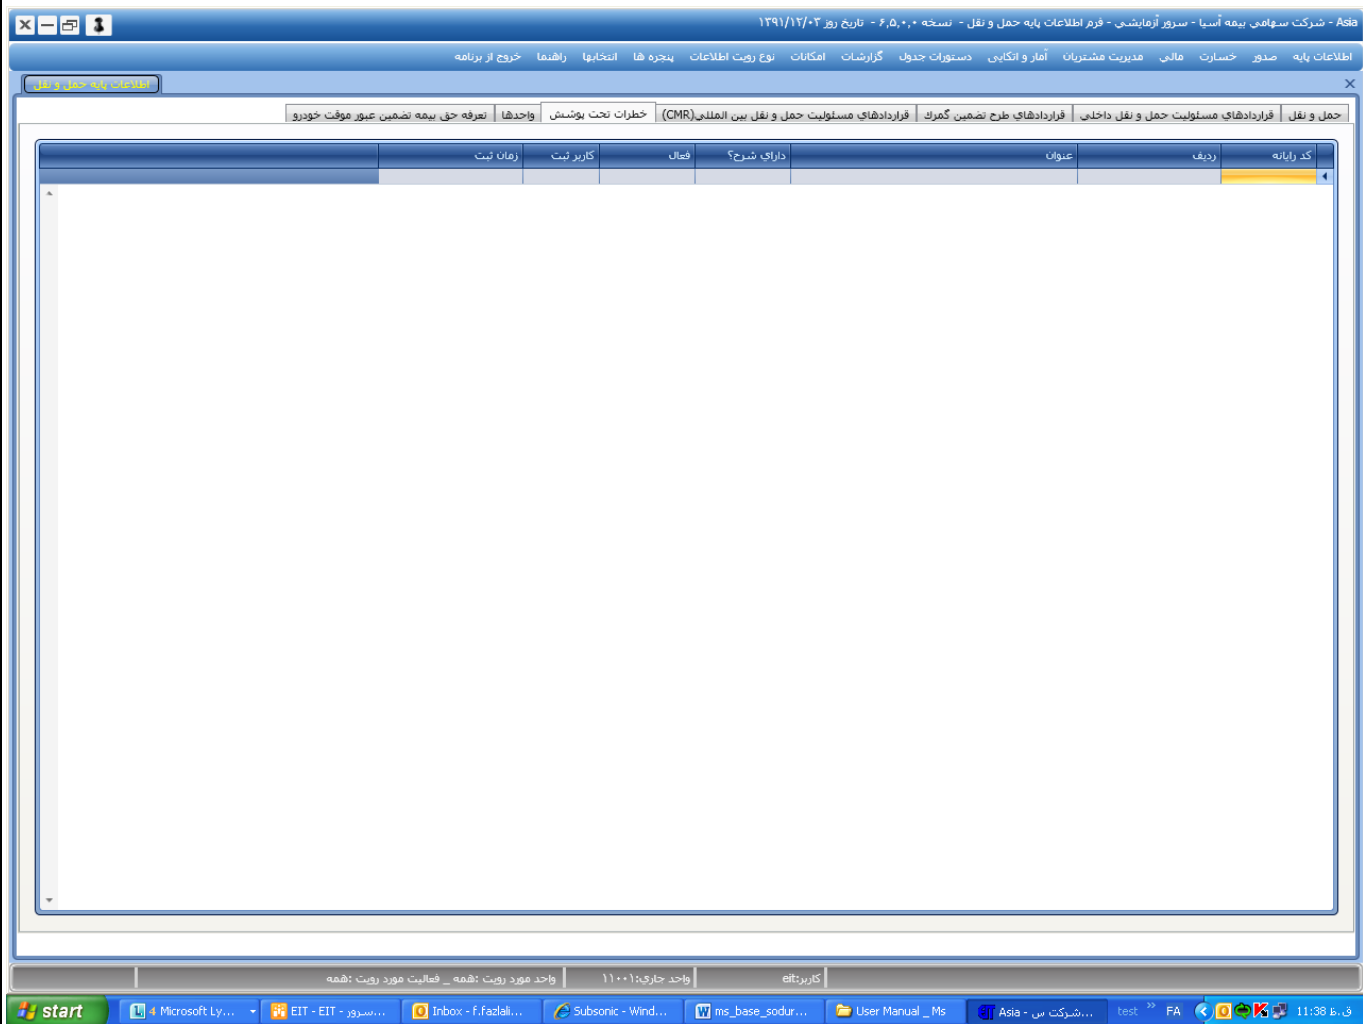 Asia - شرکت سهامی بیمه آسیا - سرور آزمایشی - فرم اطلاعات پایه حمل و نقل - نسخه ۶,۵,۰,۰ - تاریخ روز ۱۳۹۱/۱۲/۰۳
اطلاعات پایه صدور خسارت مالی مدیریت مشتریان آمار و اتکایی دستورات جدول گزارشات امکانات نوع رویت اطلاعات پنجره ها انتخابها راهنما خروج از برنامه
اطلاعات پایه حمل و نقل
حمل و نقل قراردادهای مسئولیت حمل و نقل داخلی قراردادهای طرح تضمین گمرک قراردادهای مسئولیت حمل و نقل بین المللی(CMR) خطرات تحت پوشش واحدها تعرفه حق بیمه تضمین عبور موقت خودرو
کد رایانه ردیف عنوان دارای شرح؟ فعال کاربر ثبت زمان ثبت
کاربر:eit واحد جاری:۱۱۰۰۱ واحد مورد رویت :همه _ فعالیت مورد رویت :همه
start 4 Microsoft Ly... EIT - EIT - سرور... Inbox - f.fazlali... Subsonic - Wind... ms_base_sodur... User Manual _ Ms Asia - شرکت س... test » FA 11:38 ق.ظ